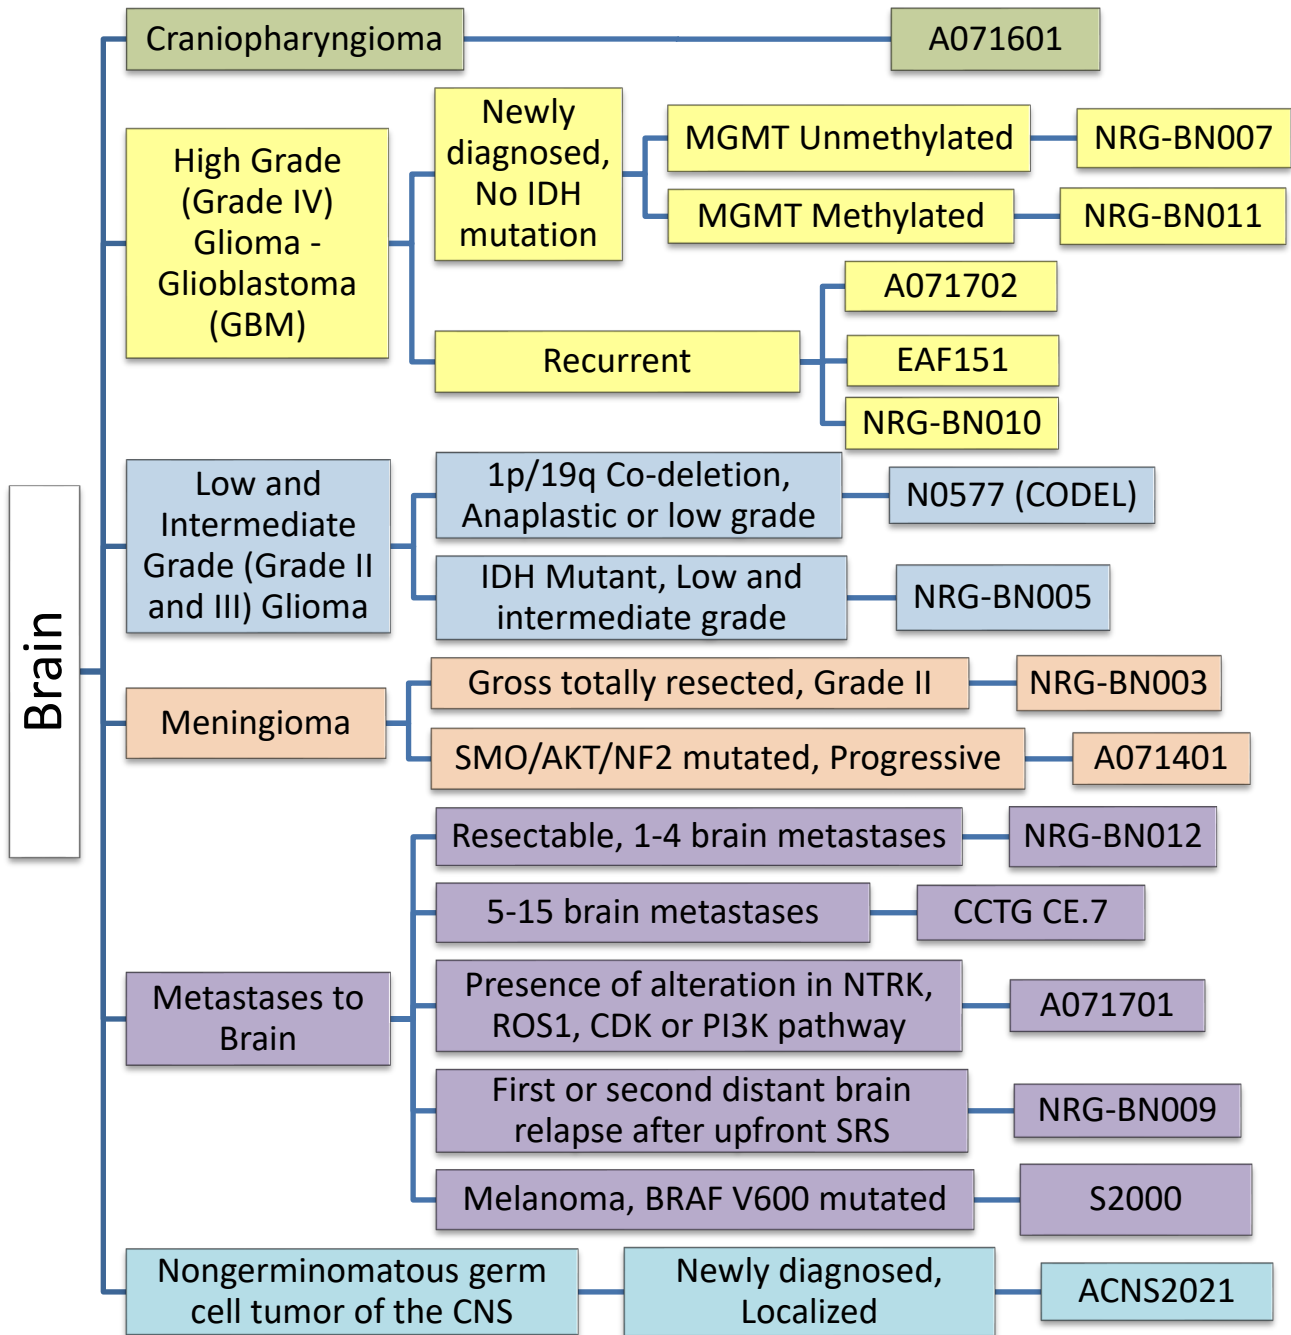 Brain
Craniopharyngioma
A071601
High Grade
(Grade IV)
Glioma -
Glioblastoma
(GBM)
Newly
diagnosed,
No IDH
mutation
MGMT Unmethylated
NRG-BN007
MGMT Methylated
NRG-BN011
Recurrent
A071702
EAF151
NRG-BN010
Low and
Intermediate
Grade (Grade II
and III) Glioma
1p/19q Co-deletion,
Anaplastic or low grade
N0577 (CODEL)
IDH Mutant, Low and
intermediate grade
NRG-BN005
Meningioma
Gross totally resected, Grade II
NRG-BN003
SMO/AKT/NF2 mutated, Progressive
A071401
Metastases to
Brain
Resectable, 1-4 brain metastases
NRG-BN012
5-15 brain metastases
CCTG CE.7
Presence of alteration in NTRK,
ROS1, CDK or PI3K pathway
A071701
First or second distant brain
relapse after upfront SRS
NRG-BN009
Melanoma, BRAF V600 mutated
S2000
Nongerminomatous germ
cell tumor of the CNS
Newly diagnosed,
Localized
ACNS2021